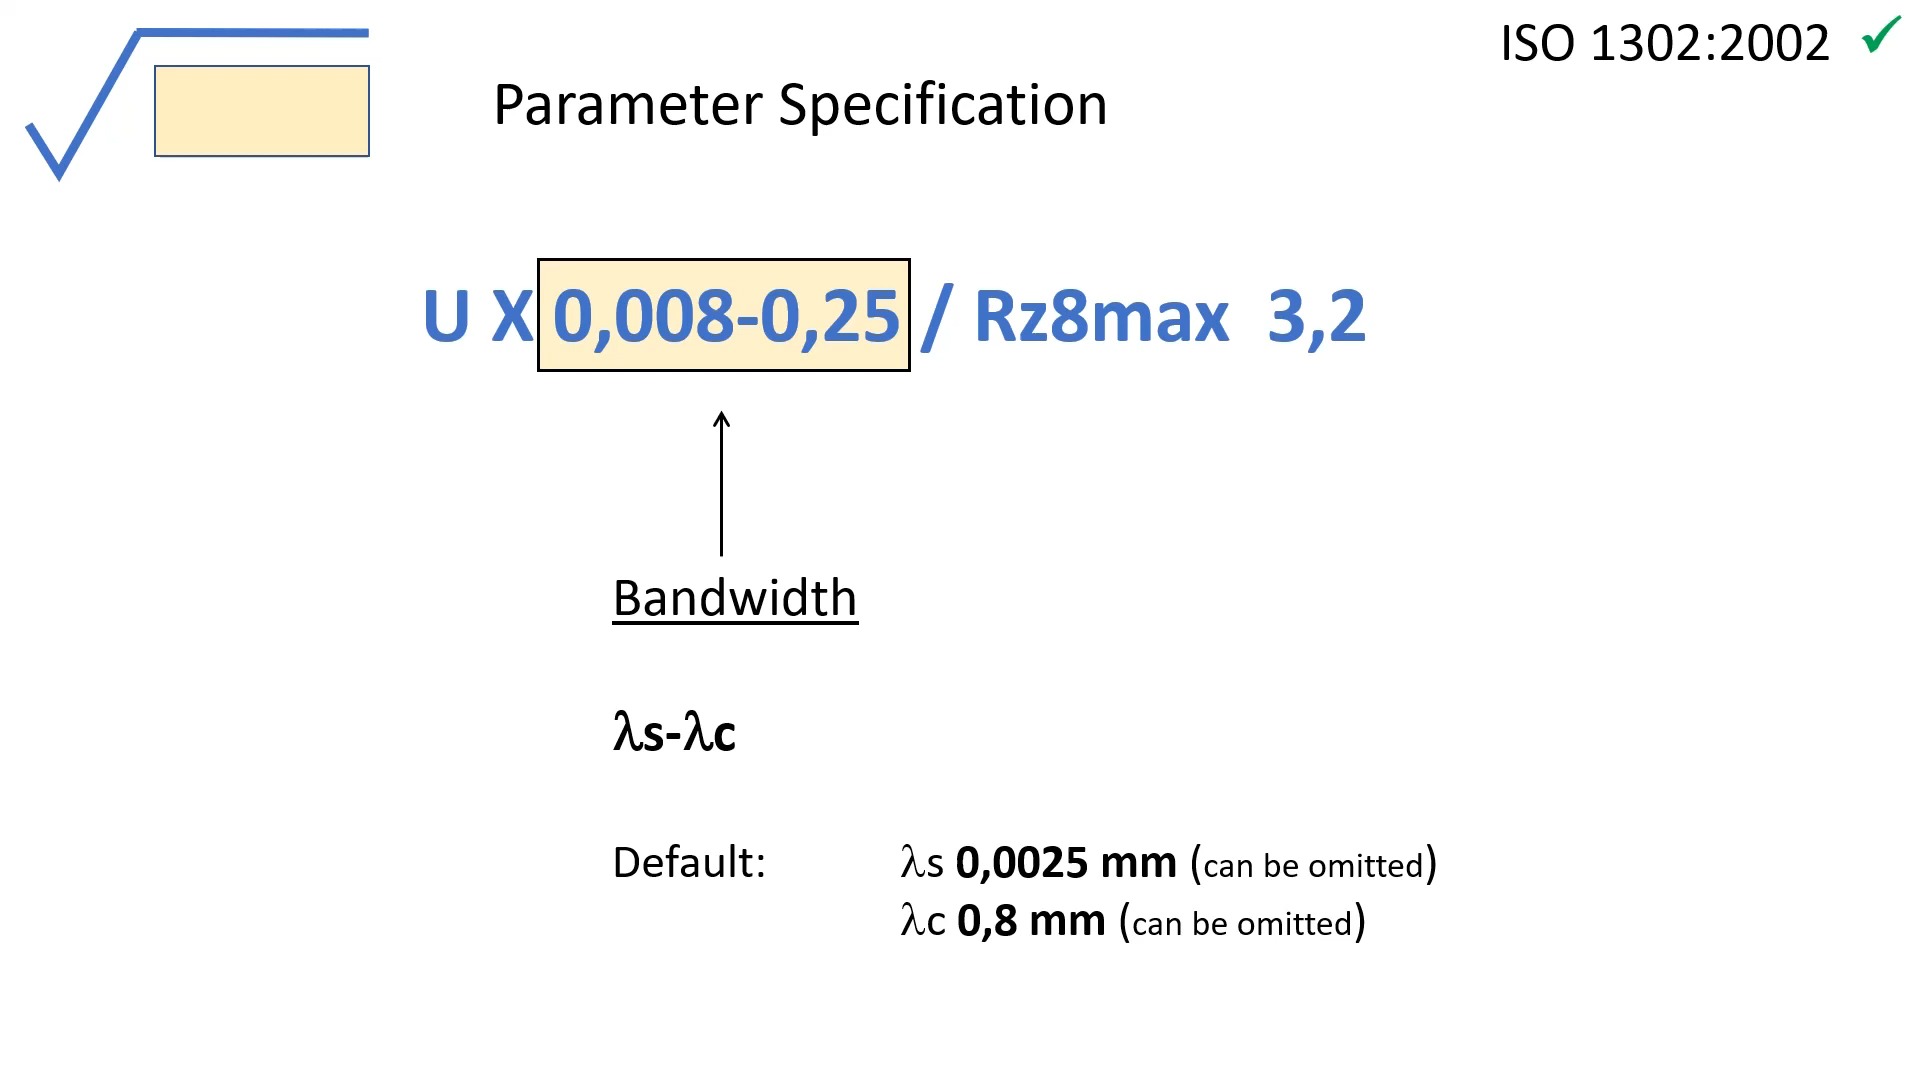 ISO 1302:2002
Parameter Specification
U X 0,008-0,25 / Rz8max 3,2
Bandwidth
λs-λc
Default: λs 0,0025 mm (can be omitted)
λc 0,8 mm (can be omitted)